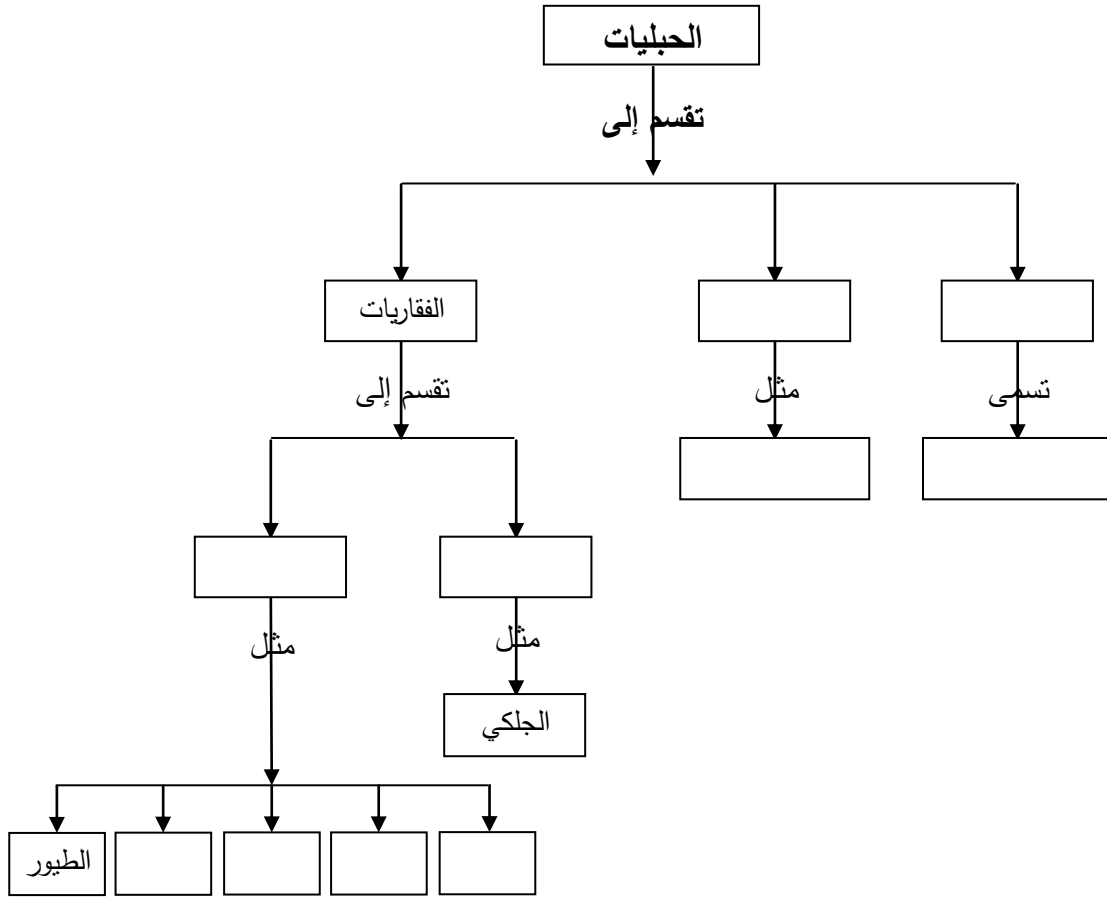 الحبليات
تقسم إلى
الفقاريات
تقسم إلى
مثل
تسمى
مثل
مثل
الجلكي
الطيور